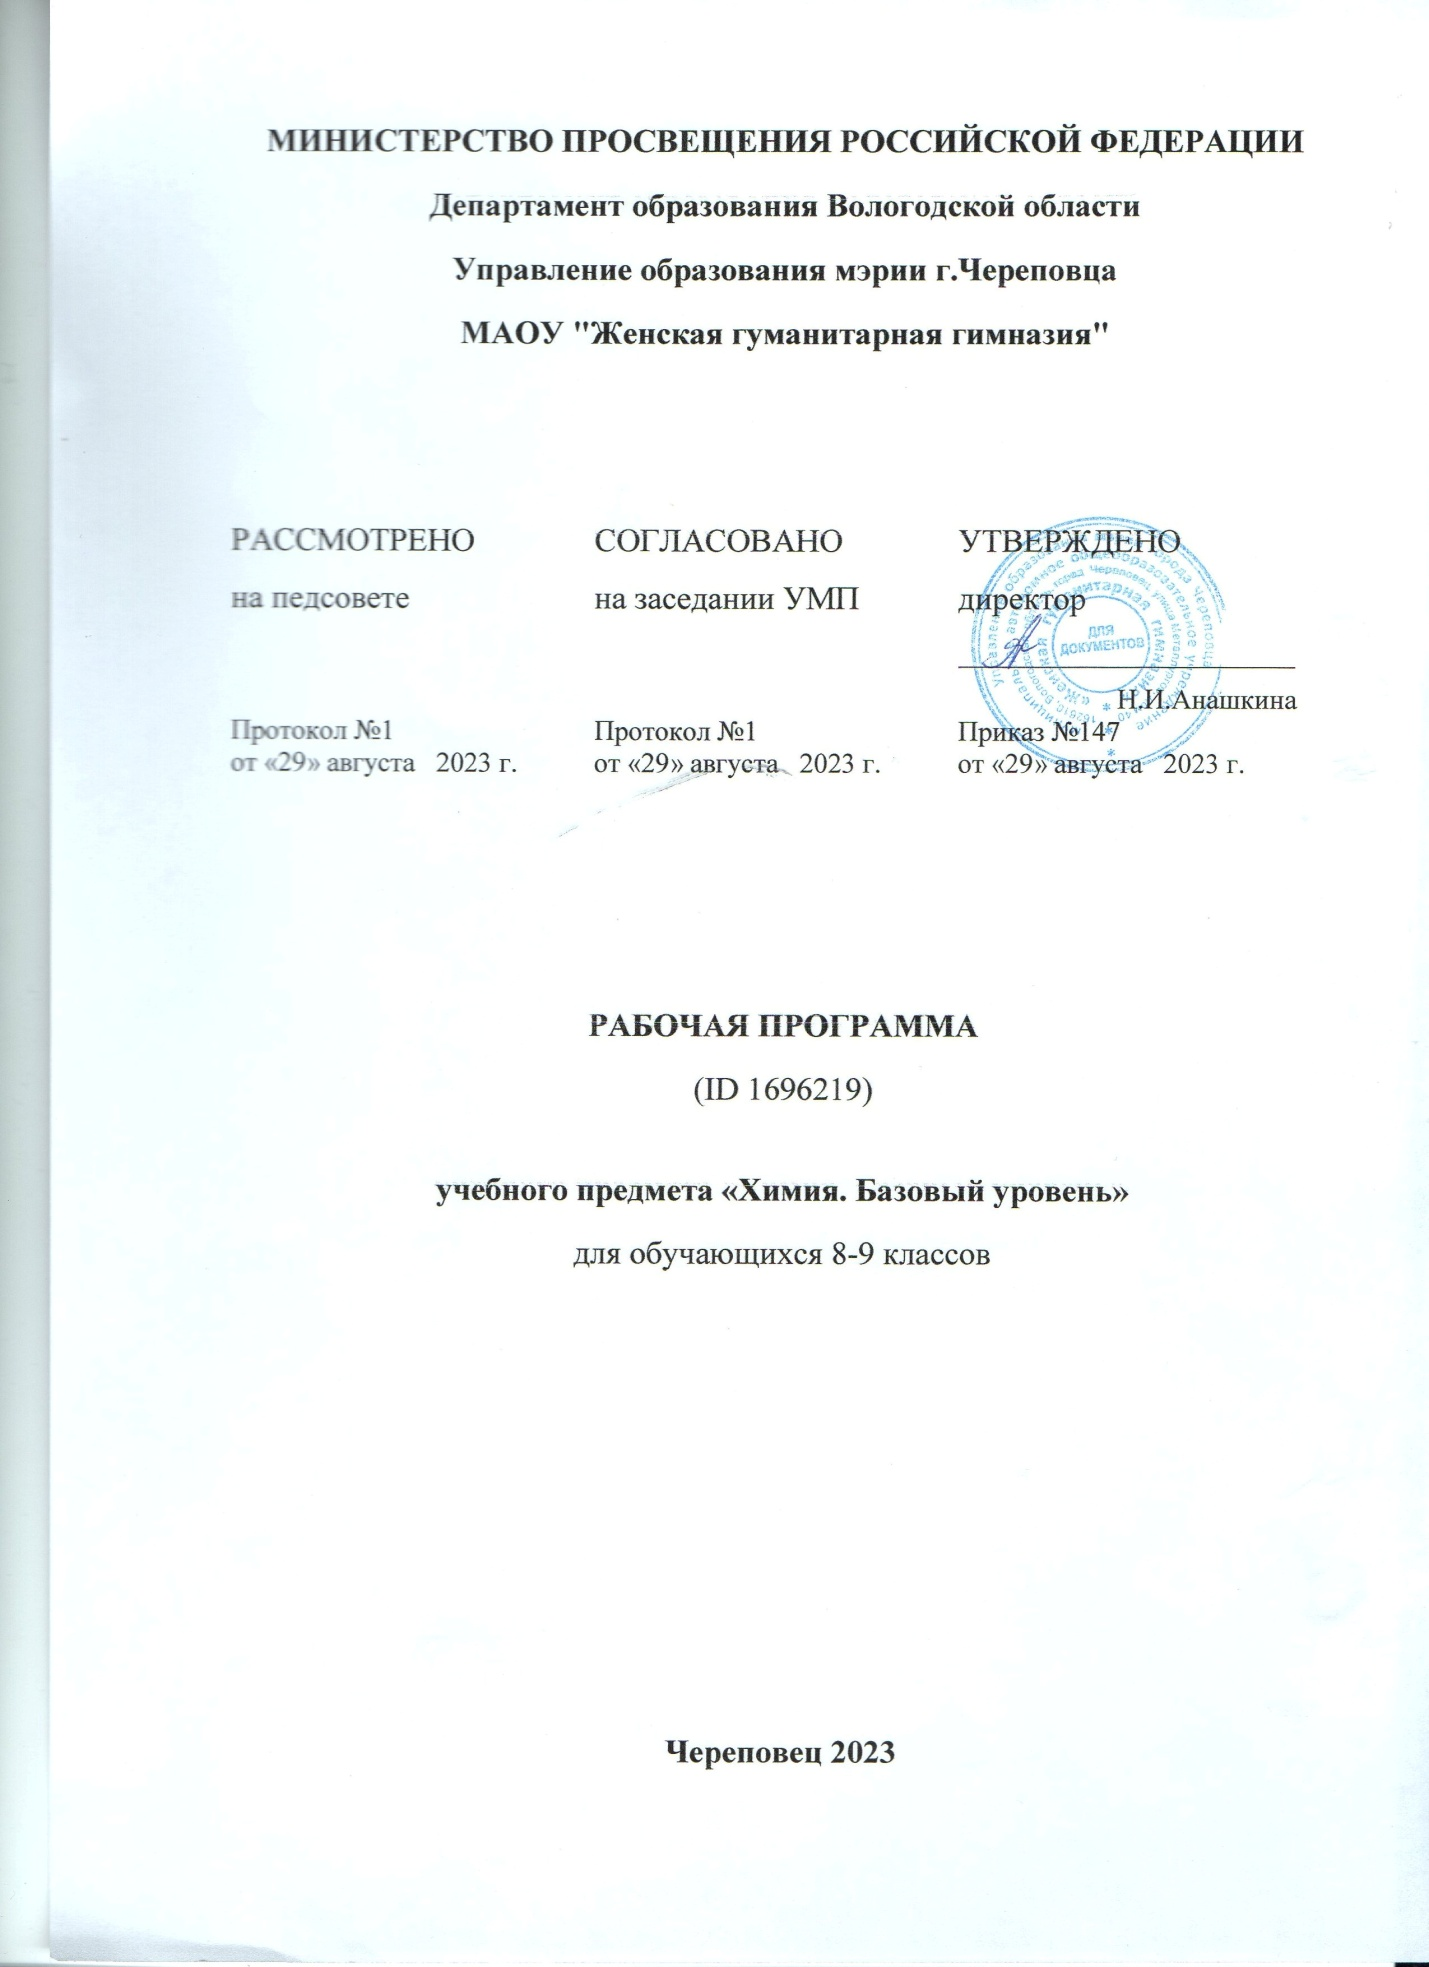 МИНИСТЕРСТВО ПРОСВЕЩЕНИЯ РОССИЙСКОЙ ФЕДЕРАЦИИ
Департамент образования Вологодской области
Управление образования мэрии г.Череповца
МАОУ "Женская гуманитарная гимназия"
РАССМОТРЕНО
на педсовете
Протокол №1
от «29» августа 2023 г.
СОГЛАСОВАНО
на заседании УМП
Протокол №1
от «29» августа 2023 г.
УТВЕРЖДЕНО
директор
Н.И.Анашкина
Приказ №147
от «29» августа 2023 г.
ДЛЯ
ДОКУМЕНТОВ
РАБОЧАЯ ПРОГРАММА
(ID 1696219)
учебного предмета «Химия. Базовый уровень»
для обучающихся 8-9 классов
Череповец 2023